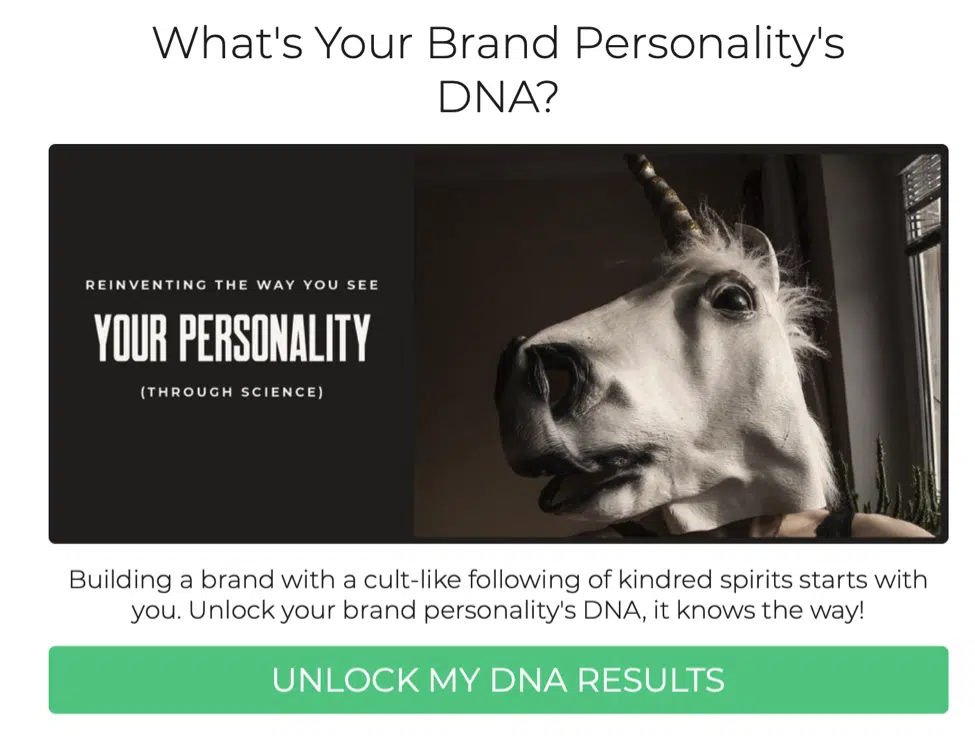 What's Your Brand Personality's
DNA?
REINVENTING THE WAY YOU SEE
YOUR PERSONALITY
(THROUGH SCIENCE)
Building a brand with a cult-like following of kindred spirits starts with
you. Unlock your brand personality's DNA, it knows the way!
UNLOCK MY DNA RESULTS